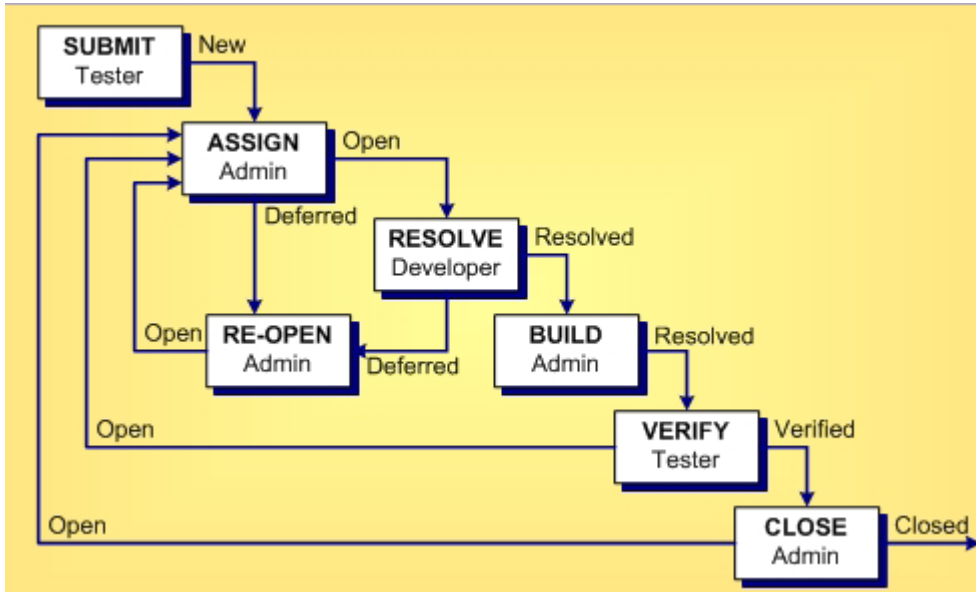 SUBMIT
Tester
New
ASSIGN
Admin
Open
Deferred
RESOLVE
Developer
Resolved
Open
RE-OPEN
Admin
Deferred
BUILD
Admin
Resolved
Open
VERIFY
Tester
Verified
Open
CLOSE
Admin
Closed